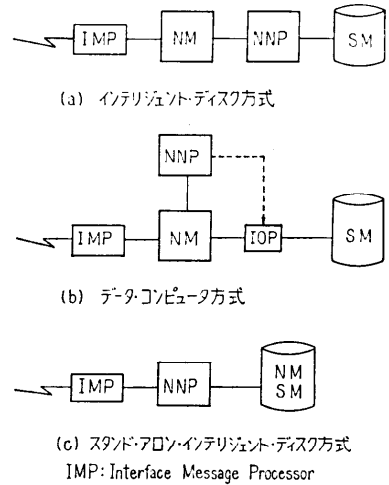 IMP NM NNP SM
(a) インテリジェント・ディスク方式
NNP
IMP NM IOP SM
(b) データ・コンピュータ方式
IMP NNP NM
SM
(c) スタンド・アロン・インテリジェント・ディスク方式
IMP: Interface Message Processor